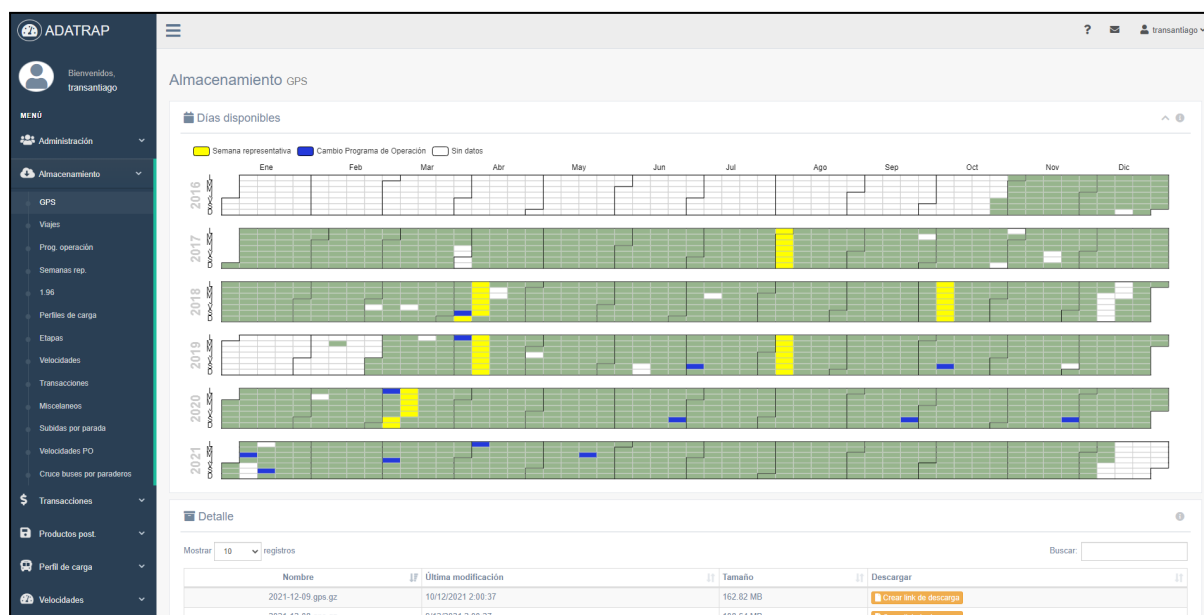 ADATRAP
? transantiago
Bienvenidos,
transantiago
MENÚ
Administración
Almacenamiento
GPS
Viajes
Prog. operación
Semanas rep.
1.96
Perfiles de carga
Etapas
Velocidades
Transacciones
Miscelaneos
Subidas por parada
Velocidades PO
Cruce buses por paraderos
Transacciones
Productos post.
Perfil de carga
Velocidades
Almacenamiento GPS
Días disponibles
Semana representativa Cambio Programa de Operación Sin datos
Ene Feb Mar Abr May Jun Jul Ago Sep Oct Nov Dic
2016
2017
2018
2019
2020
2021
Detalle
Mostrar 10 registros Buscar:
Nombre Última modificación Tamaño Descargar
2021-12-09.gps.gz 10/12/2021 2:00:37 162.82 MB Crear link de descarga